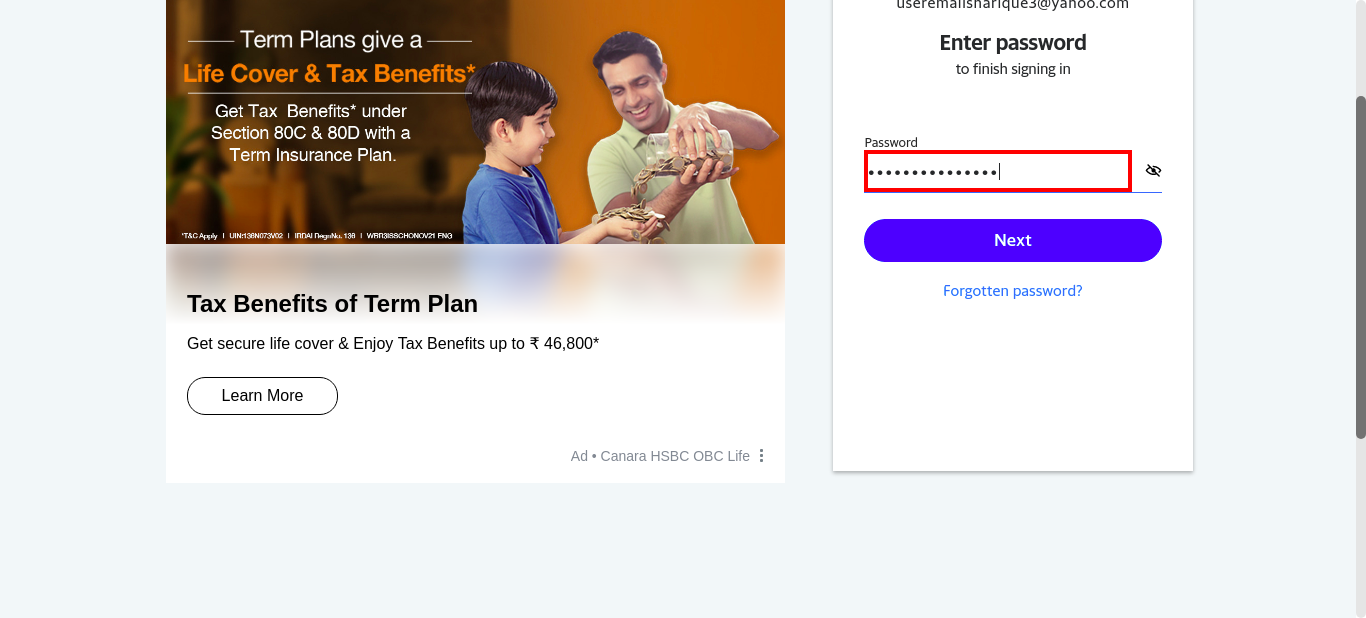 Term Plans give a
Life Cover & Tax Benefits*
Get Tax Benefits* under
Section 80C & 80D with a
Term Insurance Plan.
*T&C Apply | UIN:136N073V02 | IRDAI RegnNo. 136 | WBR3ISSCHONOV21 ENG
Tax Benefits of Term Plan
Get secure life cover & Enjoy Tax Benefits up to ₹ 46,800*
Learn More
Ad • Canara HSBC OBC Life
useremailsharique3@yahoo.com
Enter password
to finish signing in
Password
•••••••••••••••
Next
Forgotten password?